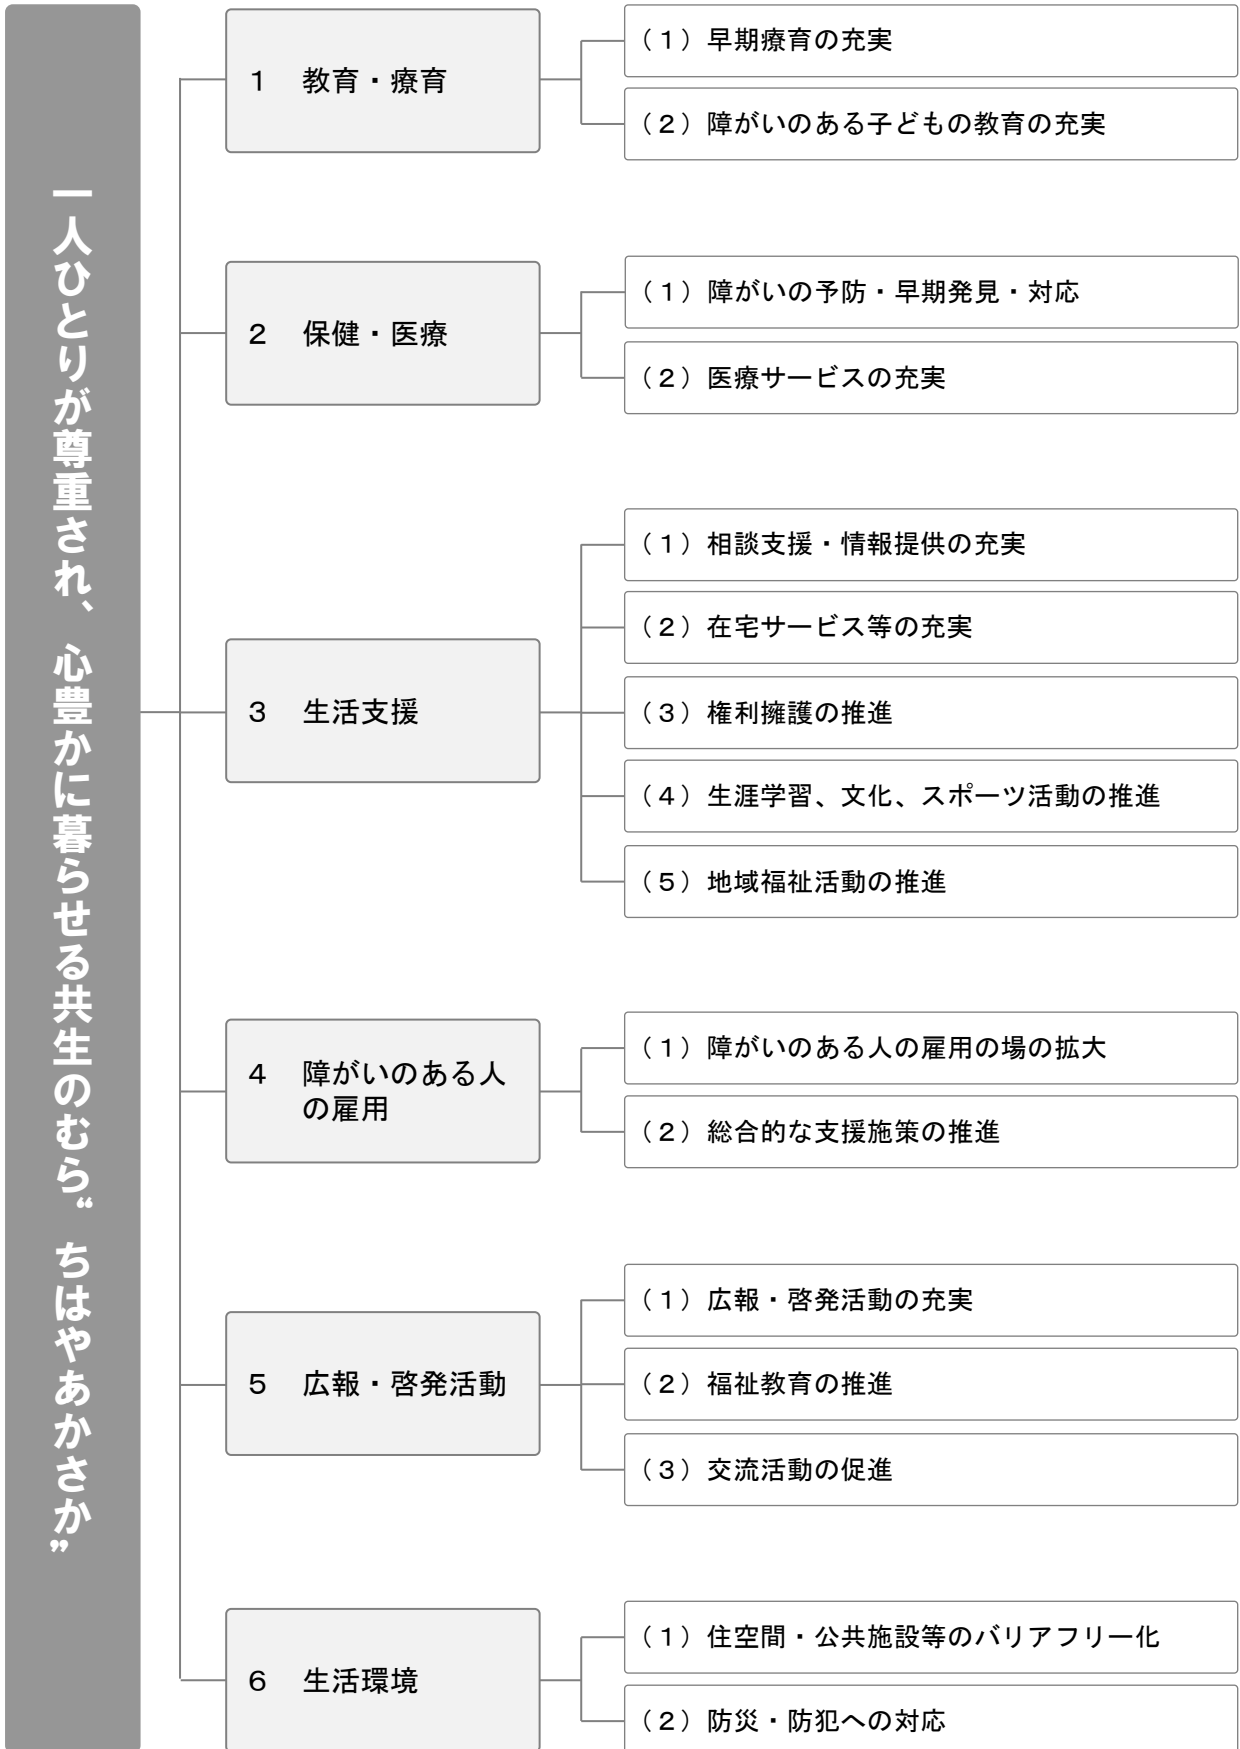 一人ひとりが尊重され、心豊かに暮らせる共生のむら“ちはやあかさか”
1 教育・療育
(1)早期療育の充実
(2)障がいのある子どもの教育の充実
2 保健・医療
(1)障がいの予防・早期発見・対応
(2)医療サービスの充実
3 生活支援
(1)相談支援・情報提供の充実
(2)在宅サービス等の充実
(3)権利擁護の推進
(4)生涯学習、文化、スポーツ活動の推進
(5)地域福祉活動の推進
4 障がいのある人
の雇用
(1)障がいのある人の雇用の場の拡大
(2)総合的な支援施策の推進
5 広報・啓発活動
(1)広報・啓発活動の充実
(2)福祉教育の推進
(3)交流活動の促進
6 生活環境
(1)住空間・公共施設等のバリアフリー化
(2)防災・防犯への対応